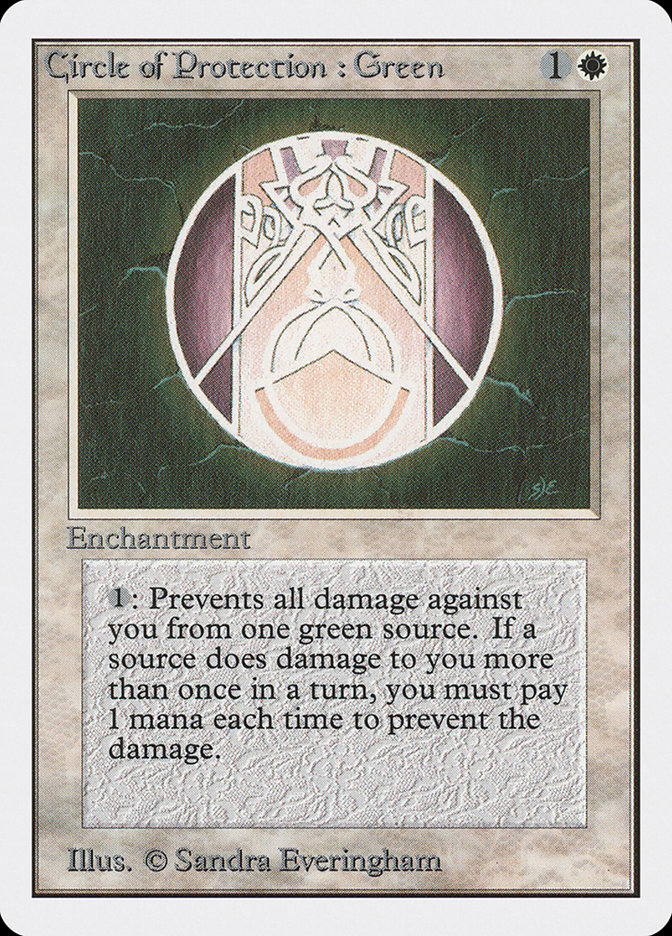 Circle of Protection : Green 1
Enchantment
1: Prevents all damage against
you from one green source. If a
source does damage to you more
than once in a turn, you must pay
1 mana each time to prevent the
damage.
SJE
Illus. © Sandra Everingham